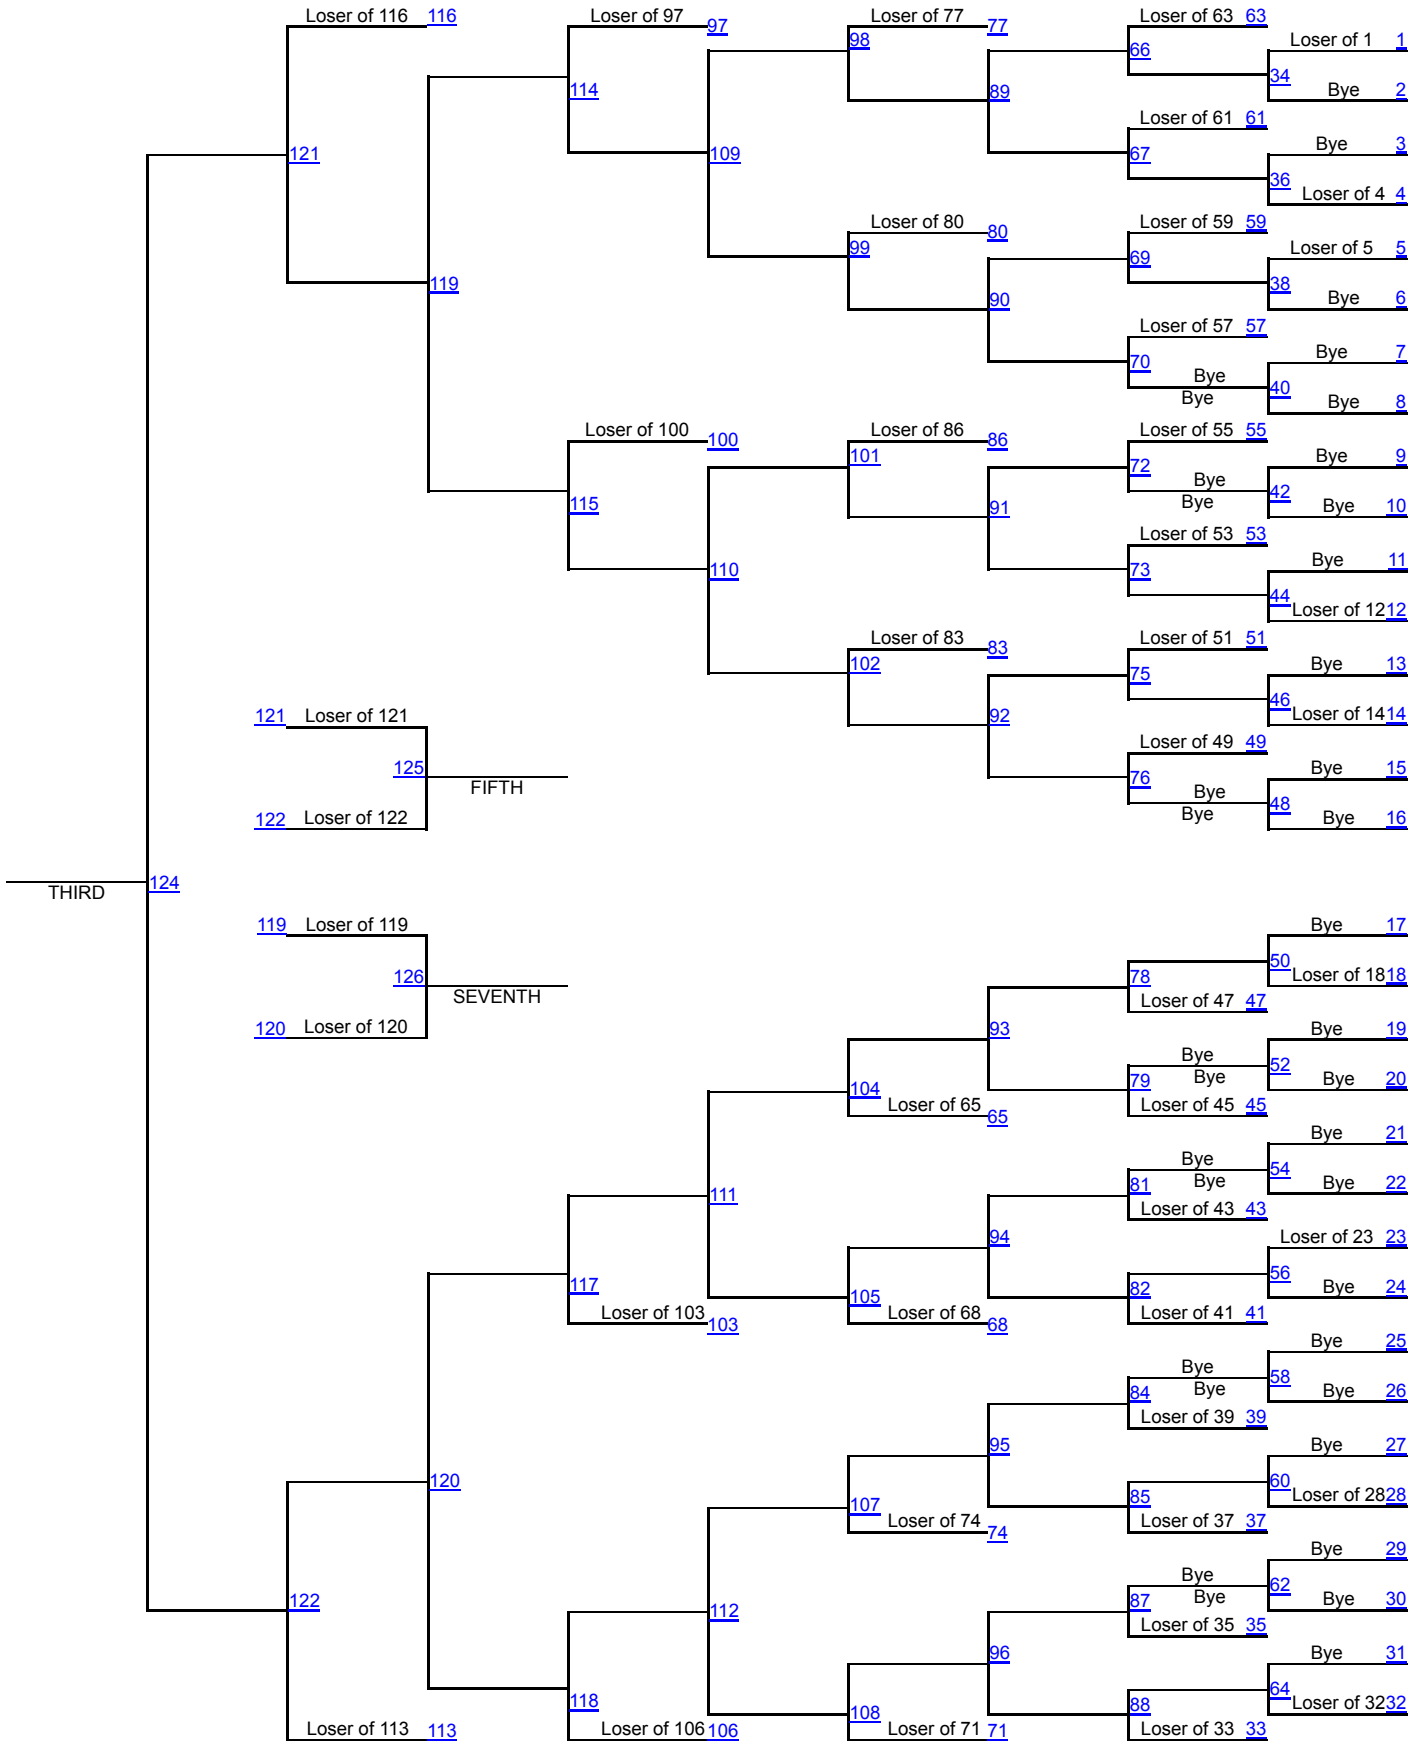 Loser of 116 116
Loser of 97 97
Loser of 77 77
Loser of 63 63
Loser of 1 1
98
66
34
114
89
Bye 2
Loser of 61 61
Bye 3
121
109
67
36
Loser of 4 4
Loser of 80 80
Loser of 59 59
99
69
Loser of 5 5
119
38
90
Bye 6
Loser of 57 57
Bye 7
70
Bye
40
Bye
Bye 8
Loser of 100 100
Loser of 86 86
Loser of 55 55
101
72
Bye 9
Bye
42
115
91
Bye
Bye 10
Loser of 53 53
110
73
Bye 11
44
Loser of 12 12
Loser of 83 83
Loser of 51 51
102
75
Bye 13
46
121 Loser of 121
92
Loser of 14 14
Loser of 49 49
125
76
Bye 15
FIFTH
Bye
48
122 Loser of 122
Bye
Bye 16
124
THIRD
119 Loser of 119
Bye 17
50
126
78
Loser of 18 18
SEVENTH
Loser of 47 47
120 Loser of 120
93
Bye 19
Bye
52
104
79
Bye
Bye 20
Loser of 65 65
Loser of 45 45
Bye 21
Bye
54
111
81
Bye
Bye 22
Loser of 43 43
94
Loser of 23 23
56
117
105
82
Bye 24
Loser of 103 103
Loser of 68 68
Loser of 41 41
Bye 25
Bye
58
84
Bye
Bye 26
Loser of 39 39
95
Bye 27
120
60
107
85
Loser of 28 28
Loser of 74 74
Loser of 37 37
Bye 29
Bye
62
122
112
87
Bye
Bye 30
Loser of 35 35
96
Bye 31
64
118
108
88
Loser of 32 32
Loser of 113 113
Loser of 106 106
Loser of 71 71
Loser of 33 33